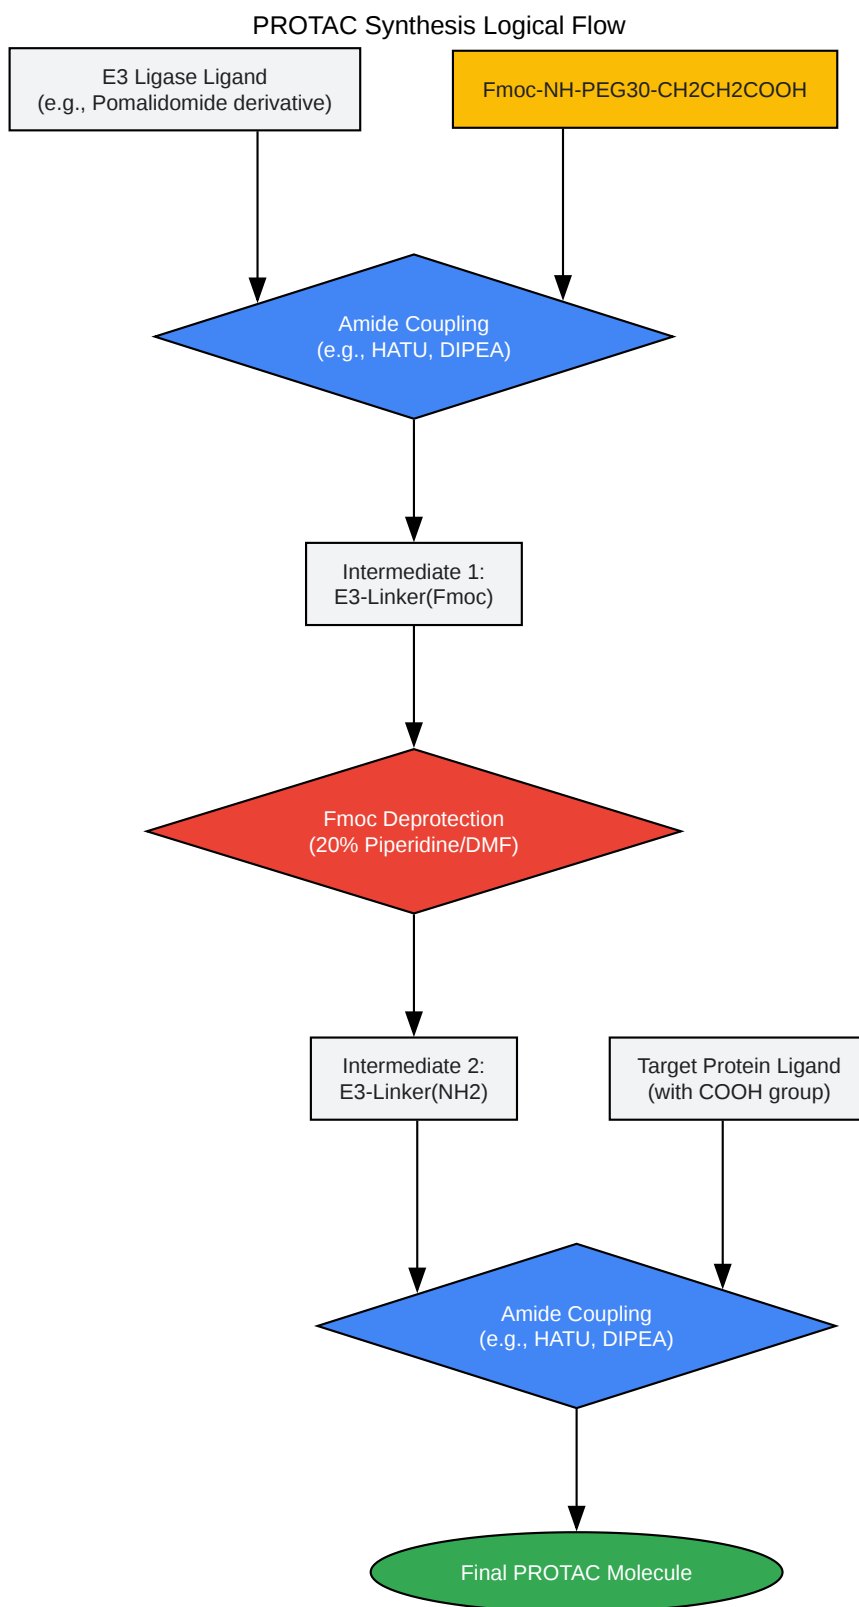 PROTAC Synthesis Logical Flow
E3 Ligase Ligand
(e.g., Pomalidomide derivative)
Fmoc-NH-PEG30-CH2CH2COOH
Amide Coupling
(e.g., HATU, DIPEA)
Intermediate 1:
E3-Linker(Fmoc)
Fmoc Deprotection
(20% Piperidine/DMF)
Intermediate 2:
E3-Linker(NH2)
Target Protein Ligand
(with COOH group)
Amide Coupling
(e.g., HATU, DIPEA)
Final PROTAC Molecule